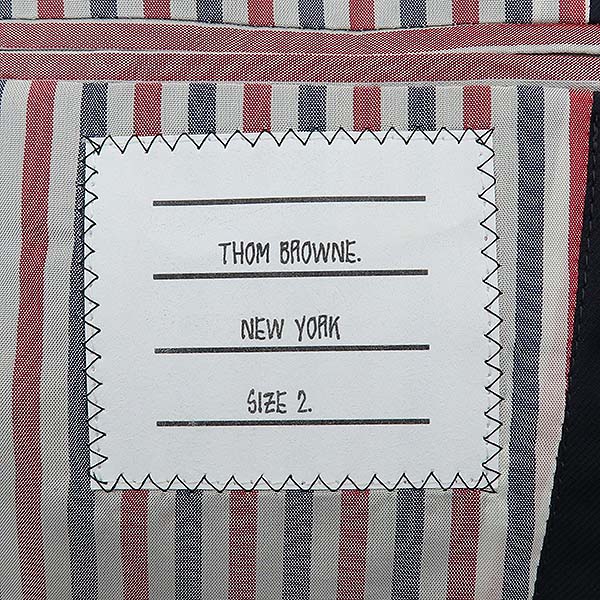 THOM BROWNE.
NEW YORK
SIZE 2.